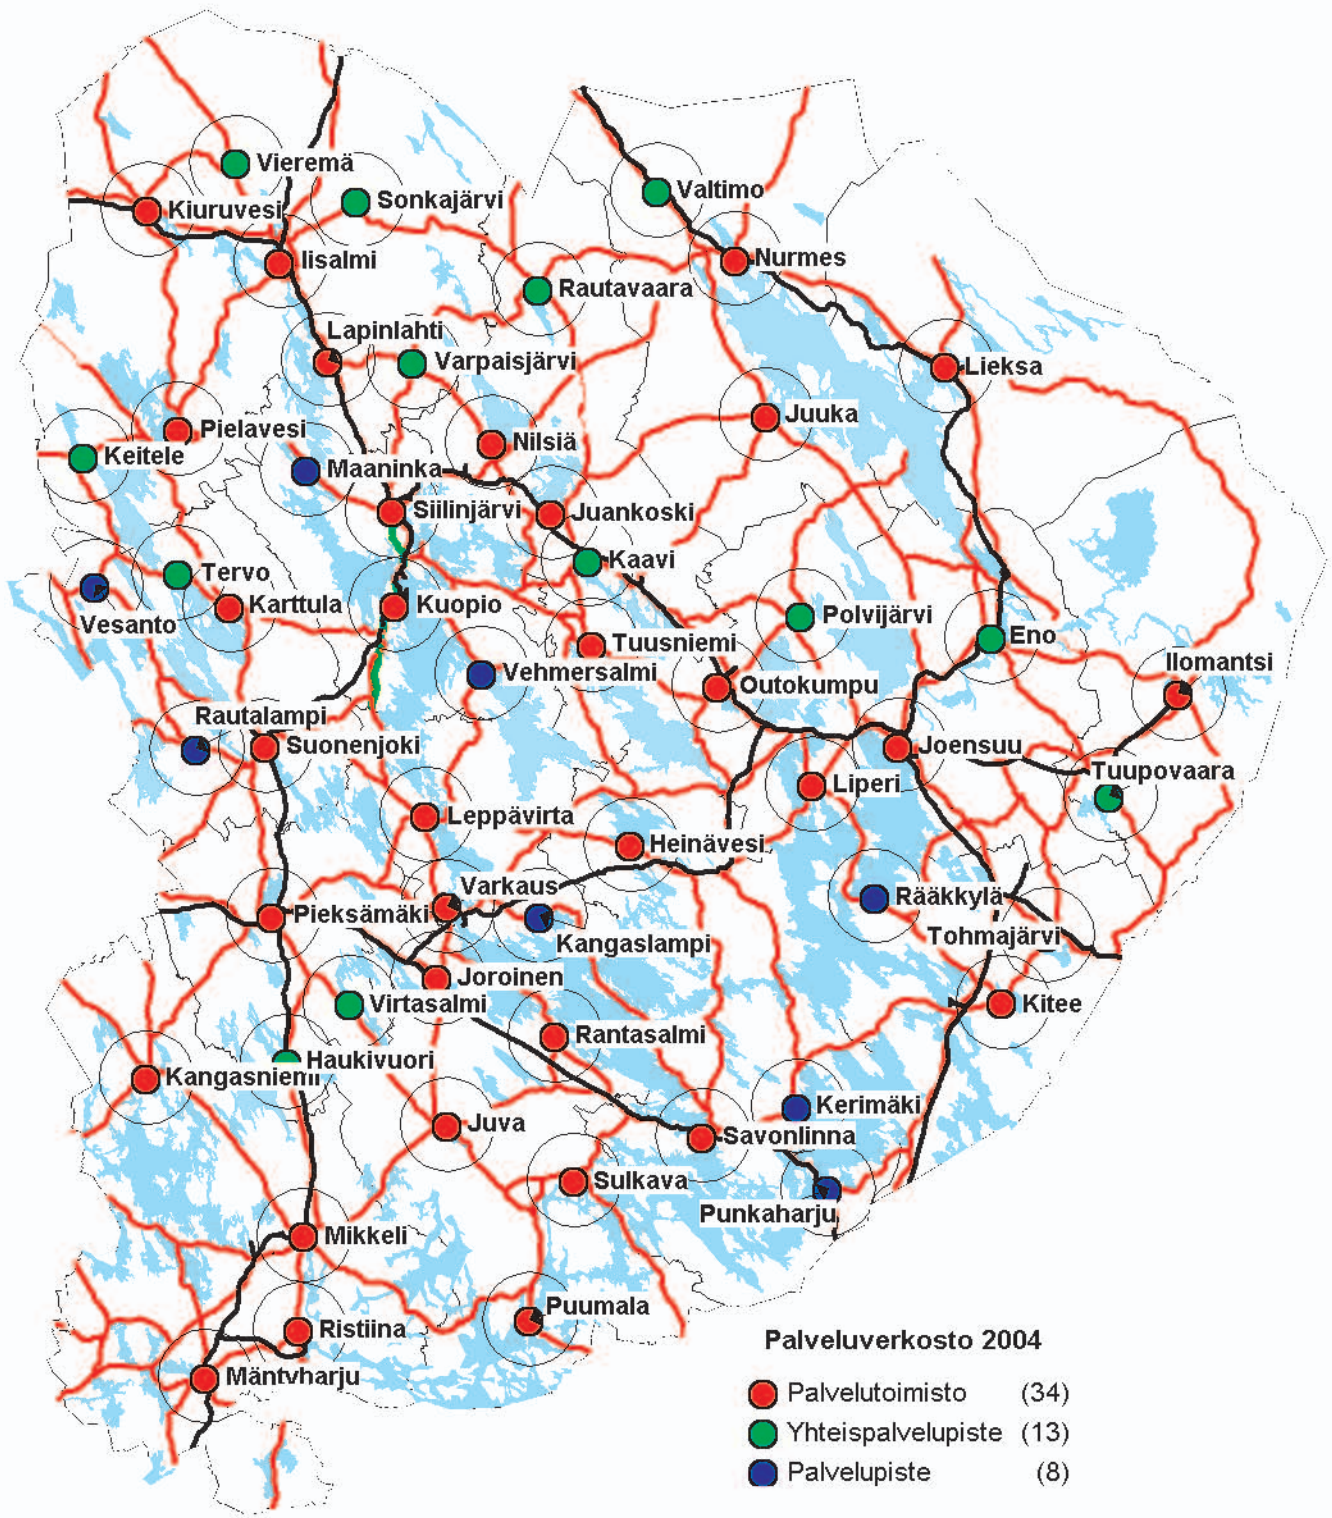 Vieremä
Kiuruvesi
Sonkajärvi
Valtimo
Iisalmi
Nurmes
Rautavaara
Lapinlahti
Varpaisjärvi
Lieksa
Juuka
Pielavesi
Nilsiä
Keitele
Maaninka
Siilinjärvi
Juankoski
Kaavi
Tervo
Karttula
Kuopio
Vesanto
Polvijärvi
Eno
Tuusniemi
Ilomantsi
Vehmersalmi
Outokumpu
Rautalampi
Suonenjoki
Joensuu
Tuupovaara
Liperi
Leppävirta
Heinävesi
Varkaus
Rääkkylä
Pieksämäki
Kangaslampi
Tohmajärvi
Joroinen
Virtasalmi
Kitee
Rantasalmi
Haukivuori
Kangasniemi
Kerimäki
Juva
Savonlinna
Sulkava
Punkaharju
Mikkeli
Puumala
Ristiina
Mäntyharju
Palveluverkosto 2004
Palvelutoimisto (34)
Yhteispalvelupiste (13)
Palvelupiste (8)